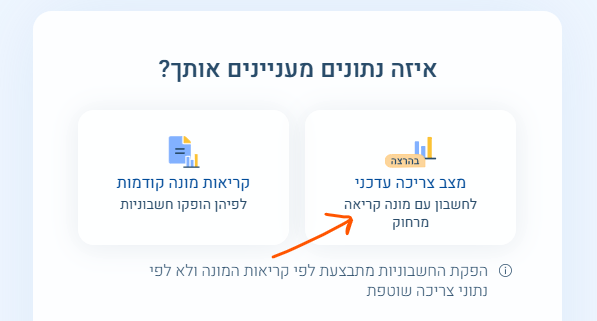 איזה נתונים מעניינים אותך?
בהרצה
מצב צריכה עדכני
לחשבון עם מונה קריאה
מרחוק
קריאות מונה קודמות
לפיהן הופקו חשבוניות
הפקת החשבוניות מתבצעת לפי קריאות המונה ולא לפי
נתוני צריכה שוטפת